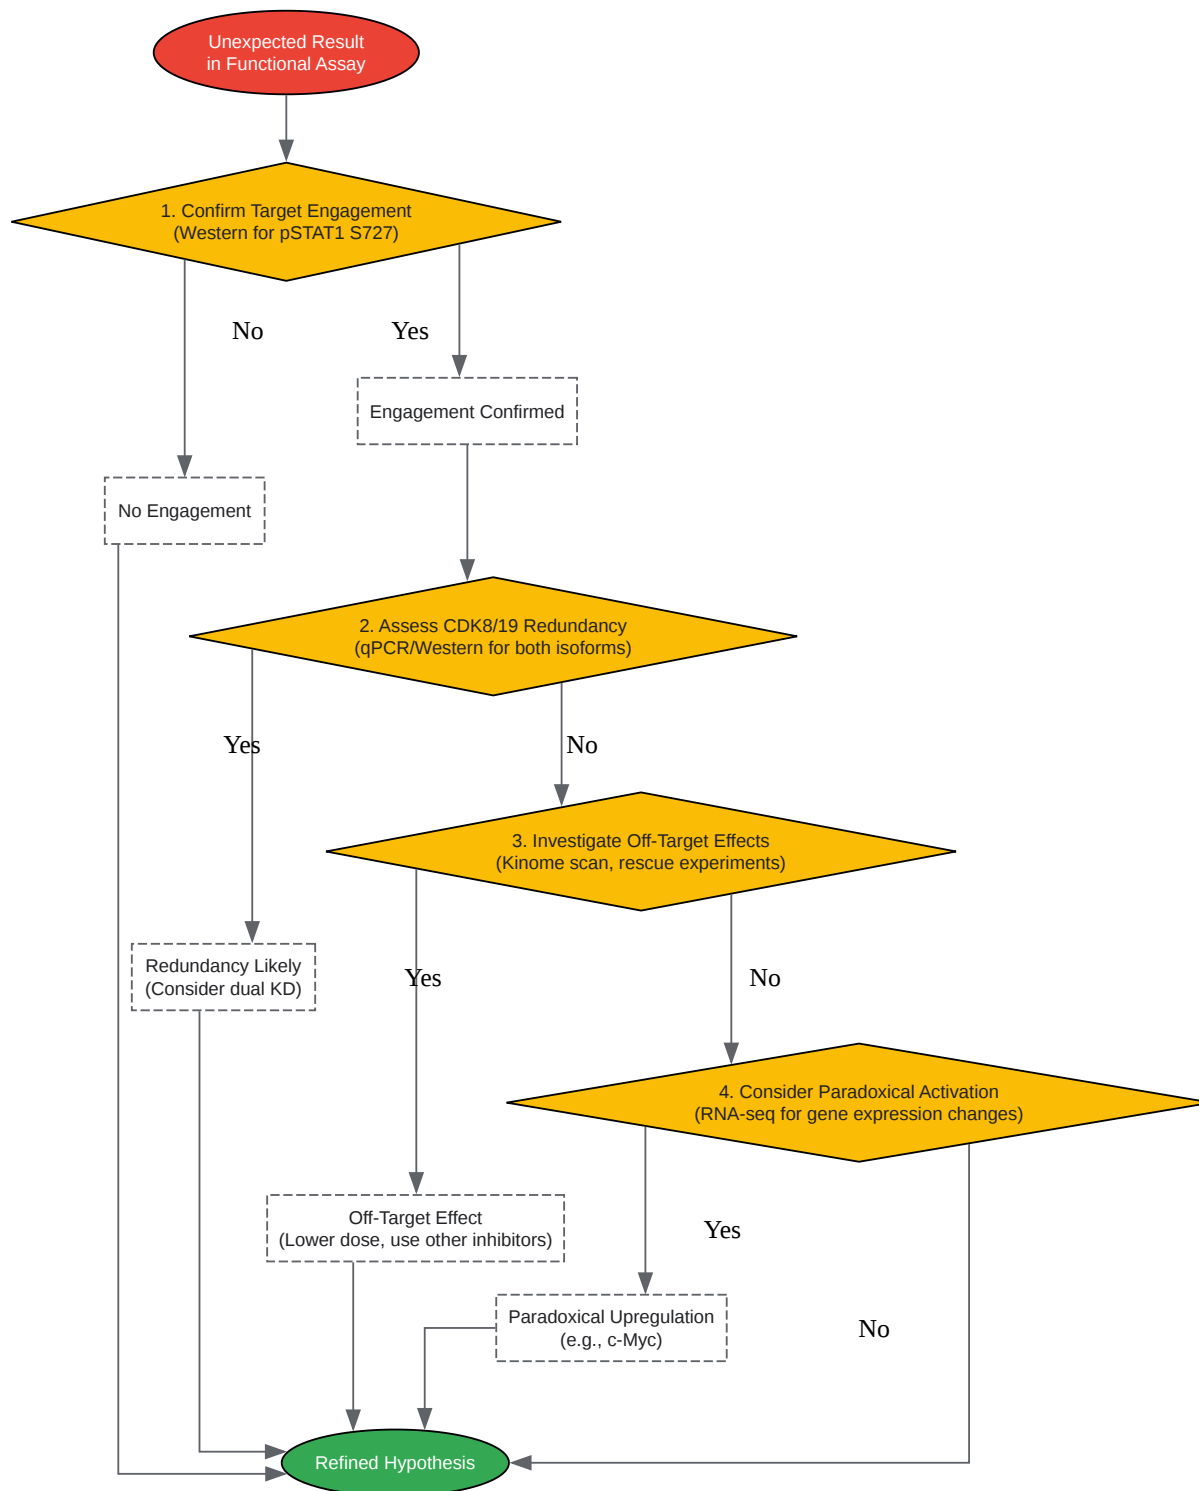 Unexpected Result
in Functional Assay
1. Confirm Target Engagement
(Western for pSTAT1 S727)
No
Yes
Engagement Confirmed
No Engagement
2. Assess CDK8/19 Redundancy
(qPCR/Western for both isoforms)
Yes
No
3. Investigate Off-Target Effects
(Kinome scan, rescue experiments)
Redundancy Likely
(Consider dual KD)
Yes
No
4. Consider Paradoxical Activation
(RNA-seq for gene expression changes)
Off-Target Effect
(Lower dose, use other inhibitors)
Yes
Paradoxical Upregulation
(e.g., c-Myc)
No
Refined Hypothesis